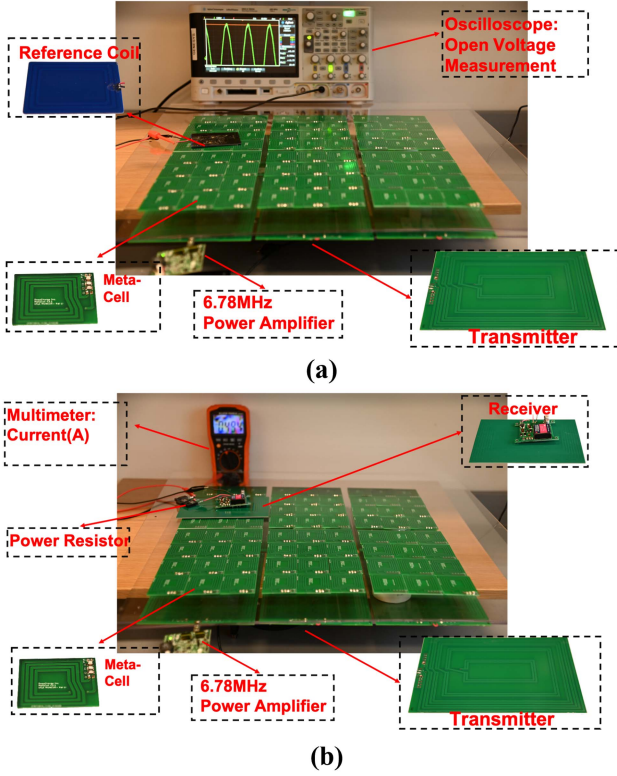 Reference Coil
Oscilloscope:
Open Voltage
Measurement
Meta-
Cell
6.78MHz
Power Amplifier
Transmitter
(a)
Multimeter:
Current(A)
Receiver
Power Resistor
Meta-
Cell
6.78MHz
Power Amplifier
Transmitter
(b)